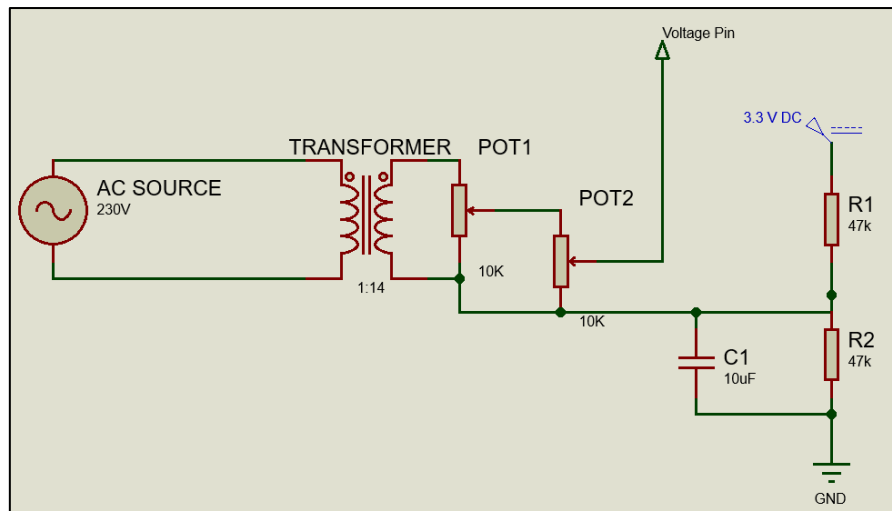 Voltage Pin
3.3 V DC
TRANSFORMER
POT1
AC SOURCE
230V
POT2
R1
47k
10K
1:14
10K
C1
10uF
R2
47k
GND